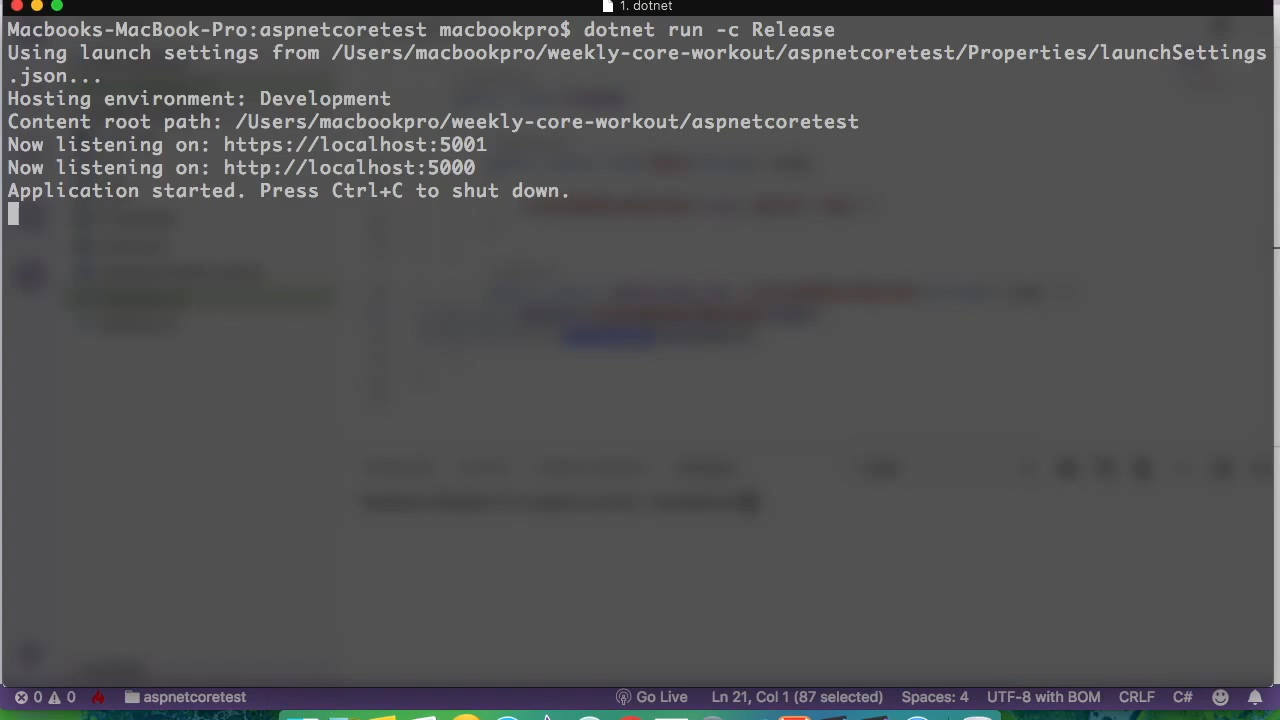 1. dotnet
Macbooks-MacBook-Pro:aspnetcoretest macbookpro$ dotnet run -c Release
Using launch settings from /Users/macbookpro/weekly-core-workout/aspnetcoretest/Properties/launchSettings
.json...
Hosting environment: Development
Content root path: /Users/macbookpro/weekly-core-workout/aspnetcoretest
Now listening on: https://localhost:5001
Now listening on: http://localhost:5000
Application started. Press Ctrl+C to shut down.
0 0 aspnetcoretest Go Live Ln 21, Col 1 (87 selected) Spaces: 4 UTF-8 with BOM CRLF C#